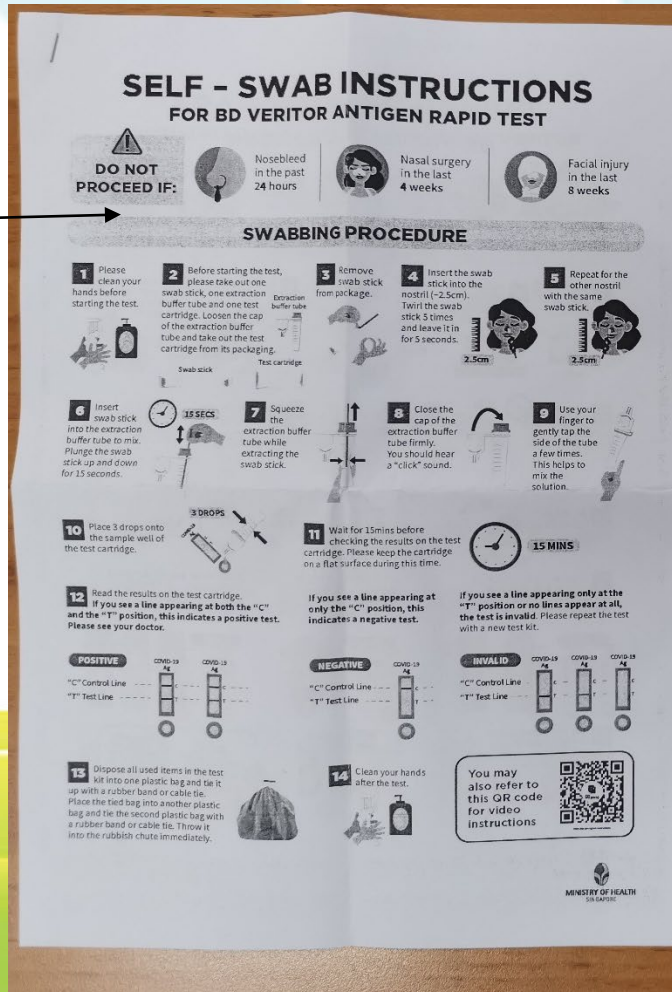 SELF - SWAB INSTRUCTIONS
FOR BD VERITOR ANTIGEN RAPID TEST
DO NOT
PROCEED IF:
Nosebleed
in the past
24 hours
Nasal surgery
in the last
4 weeks
Facial injury
in the last
8 weeks
SWABBING PROCEDURE
1 Please
clean your
hands before
starting the test.
2 Before starting the test,
please take out one
swab stick, one extraction
buffer tube and one test
cartridge. Loosen the cap
of the extraction buffer
tube and take out the test
cartridge from its packaging.
Extraction
buffer tube
Swab stick
Test cartridge
3 Remove
swab stick
from package.
4 Insert the swab
stick into the
nostril (~2.5cm).
Twirl the swab
stick 5 times
and leave it in
for 5 seconds.
2.5cm
5 Repeat for the
other nostril
with the same
swab stick.
2.5cm
6 Insert
swab stick
into the extraction
buffer tube to mix.
Plunge the swab
stick up and down
for 15 seconds.
15 SECS
7 Squeeze
the
extraction buffer
tube while
extracting the
swab stick.
8 Close the
cap of the
extraction buffer
tube firmly.
You should hear
a "click" sound.
9 Use your
finger to
gently tap the
side of the tube
a few times.
This helps to
mix the
solution.
10 Place 3 drops onto
the sample well of
the test cartridge.
3 DROPS
11 Wait for 15mins before
checking the results on the test
cartridge. Please keep the cartridge
on a flat surface during this time.
15 MINS
12 Read the results on the test cartridge.
If you see a line appearing at both the "C"
and the "T" position, this indicates a positive test.
Please see your doctor.
If you see a line appearing at
only the "C" position, this
indicates a negative test.
If you see a line appearing only at the
"T" position or no lines appear at all,
the test is invalid. Please repeat the test
with a new test kit.
POSITIVE
COVID-19
Ag
COVID-19
Ag
"C" Control Line
C
C
"T" Test Line
T
T
NEGATIVE
COVID-19
Ag
"C" Control Line
C
"T" Test Line
T
INVALID
COVID-19
Ag
COVID-19
Ag
COVID-19
Ag
"C" Control Line
C
C
C
"T" Test Line
T
T
T
13 Dispose all used items in the test
kit into one plastic bag and tie it
up with a rubber band or cable tie.
Place the tied bag into another plastic
bag and tie the second plastic bag with
a rubber band or cable tie. Throw it
into the rubbish chute immediately.
14 Clean your hands
after the test.
You may
also refer to
this QR code
for video
instructions
MINISTRY OF HEALTH
SINGAPORE